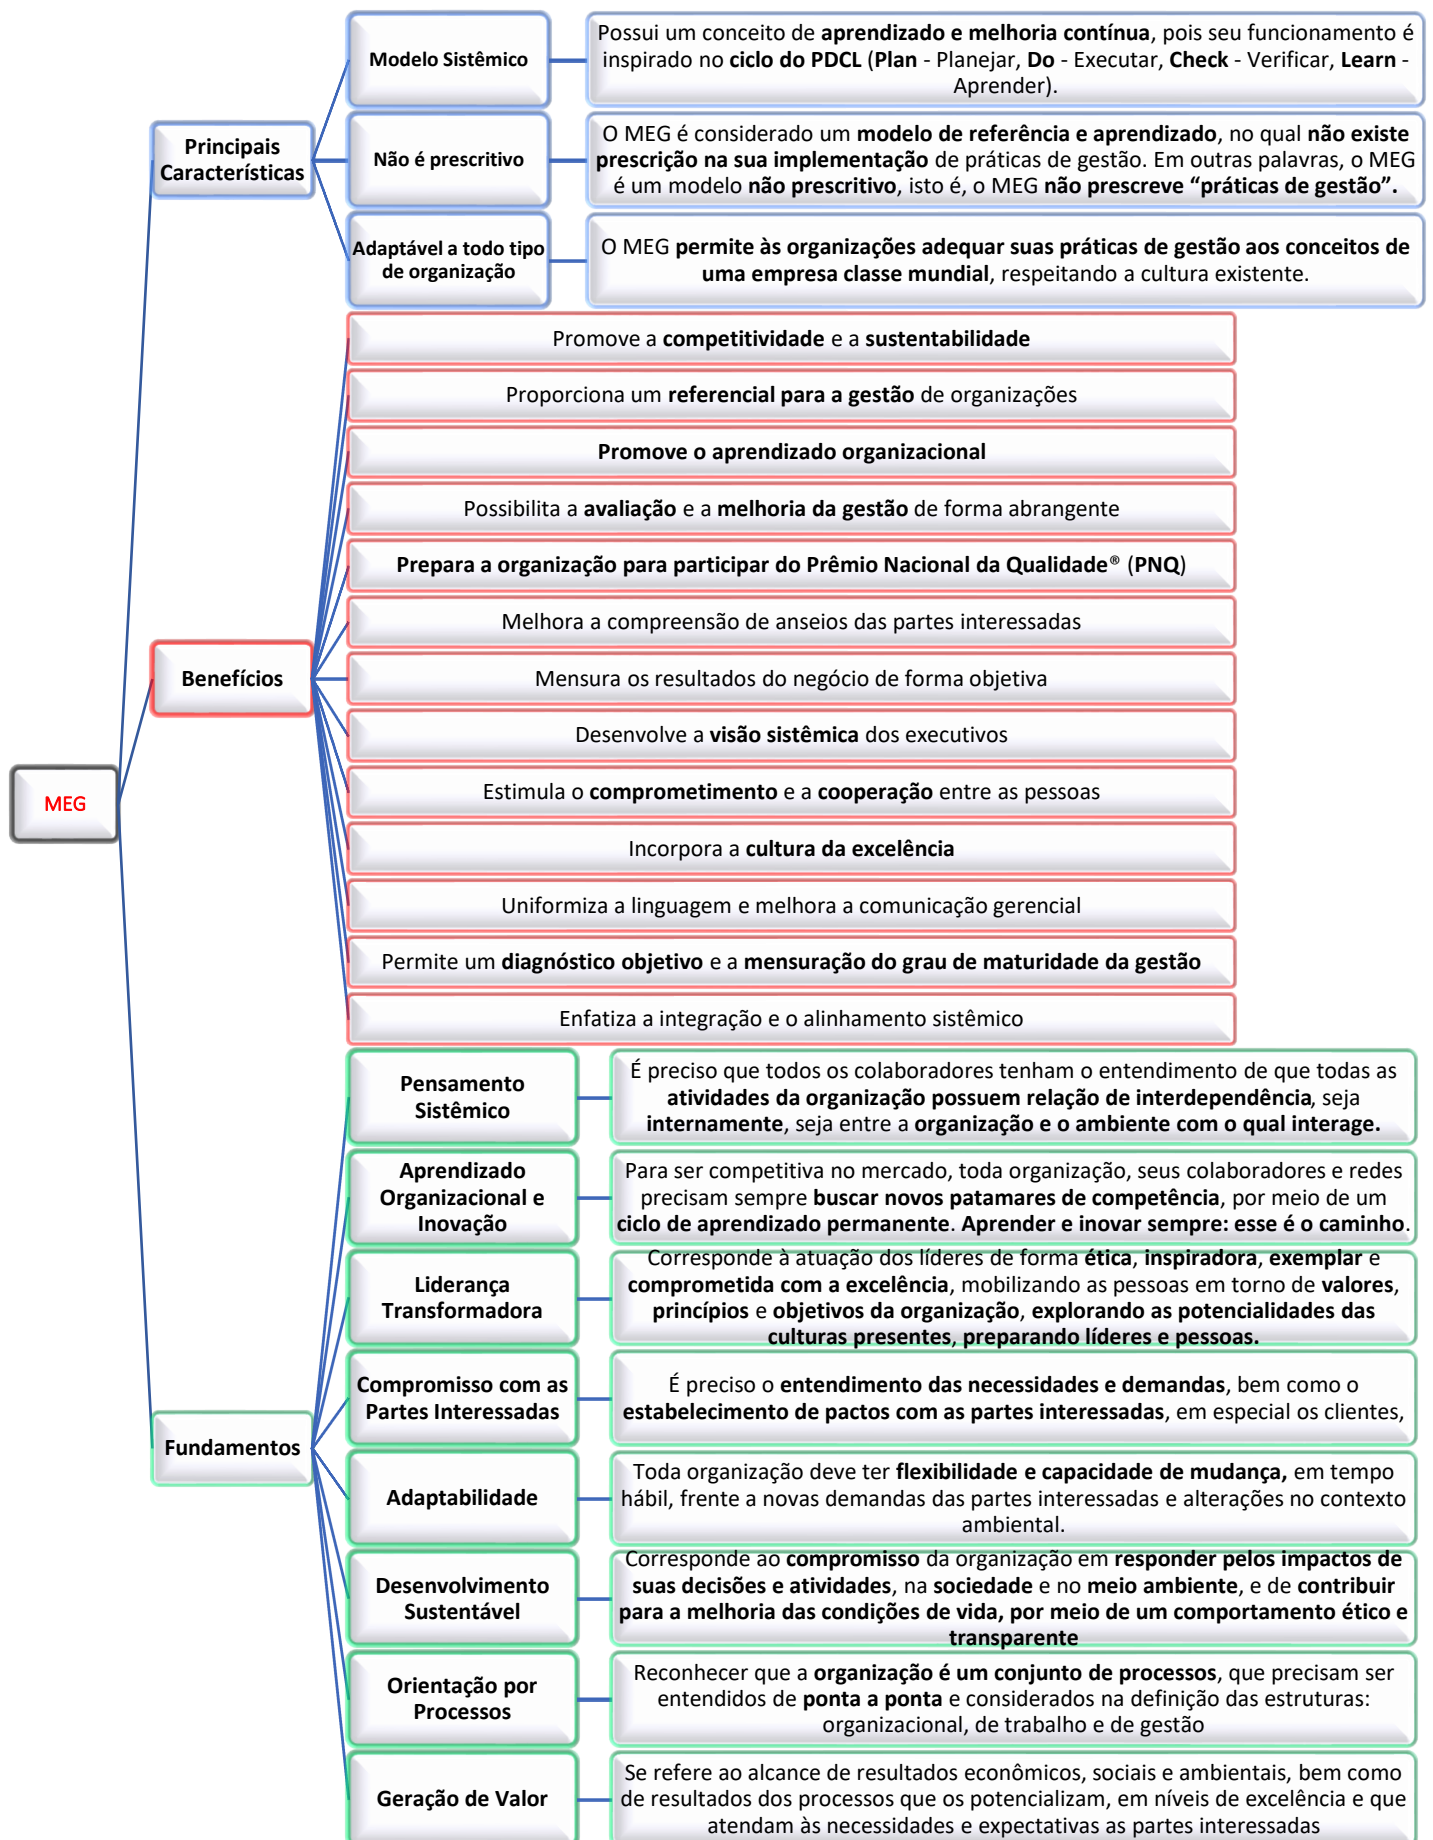 MEG
Principais
Características
Modelo Sistêmico
Possui um conceito de aprendizado e melhoria contínua, pois seu funcionamento é
inspirado no ciclo do PDCL (Plan - Planejar, Do - Executar, Check - Verificar, Learn -
Aprender).
Não é prescritivo
O MEG é considerado um modelo de referência e aprendizado, no qual não existe
prescrição na sua implementação de práticas de gestão. Em outras palavras, o MEG
é um modelo não prescritivo, isto é, o MEG não prescreve “práticas de gestão”.
Adaptável a todo tipo
de organização
O MEG permite às organizações adequar suas práticas de gestão aos conceitos de
uma empresa classe mundial, respeitando a cultura existente.
Benefícios
Promove a competitividade e a sustentabilidade
Proporciona um referencial para a gestão de organizações
Promove o aprendizado organizacional
Possibilita a avaliação e a melhoria da gestão de forma abrangente
Prepara a organização para participar do Prêmio Nacional da Qualidade® (PNQ)
Melhora a compreensão de anseios das partes interessadas
Mensura os resultados do negócio de forma objetiva
Desenvolve a visão sistêmica dos executivos
Estimula o comprometimento e a cooperação entre as pessoas
Incorpora a cultura da excelência
Uniformiza a linguagem e melhora a comunicação gerencial
Permite um diagnóstico objetivo e a mensuração do grau de maturidade da gestão
Enfatiza a integração e o alinhamento sistêmico
Fundamentos
Pensamento
Sistêmico
É preciso que todos os colaboradores tenham o entendimento de que todas as
atividades da organização possuem relação de interdependência, seja
internamente, seja entre a organização e o ambiente com o qual interage.
Aprendizado
Organizacional e
Inovação
Para ser competitiva no mercado, toda organização, seus colaboradores e redes
precisam sempre buscar novos patamares de competência, por meio de um
ciclo de aprendizado permanente. Aprender e inovar sempre: esse é o caminho.
Liderança
Transformadora
Corresponde à atuação dos líderes de forma ética, inspiradora, exemplar e
comprometida com a excelência, mobilizando as pessoas em torno de valores,
princípios e objetivos da organização, explorando as potencialidades das
culturas presentes, preparando líderes e pessoas.
Compromisso com as
Partes Interessadas
É preciso o entendimento das necessidades e demandas, bem como o
estabelecimento de pactos com as partes interessadas, em especial os clientes,
Adaptabilidade
Toda organização deve ter flexibilidade e capacidade de mudança, em tempo
hábil, frente a novas demandas das partes interessadas e alterações no contexto
ambiental.
Desenvolvimento
Sustentável
Corresponde ao compromisso da organização em responder pelos impactos de
suas decisões e atividades, na sociedade e no meio ambiente, e de contribuir
para a melhoria das condições de vida, por meio de um comportamento ético e
transparente
Orientação por
Processos
Reconhecer que a organização é um conjunto de processos, que precisam ser
entendidos de ponta a ponta e considerados na definição das estruturas:
organizacional, de trabalho e de gestão
Geração de Valor
Se refere ao alcance de resultados econômicos, sociais e ambientais, bem como
de resultados dos processos que os potencializam, em níveis de excelência e que
atendam às necessidades e expectativas as partes interessadas